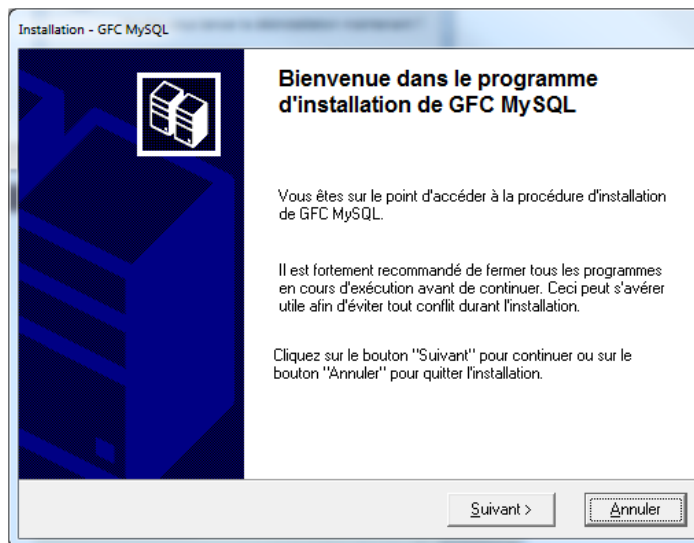 Installation - GFC MySQL
Bienvenue dans le programme
d'installation de GFC MySQL
Vous êtes sur le point d'accéder à la procédure d'installation
de GFC MySQL.
Il est fortement recommandé de fermer tous les programmes
en cours d'exécution avant de continuer. Ceci peut s'avérer
utile afin d'éviter tout conflit durant l'installation.
Cliquez sur le bouton "Suivant" pour continuer ou sur le
bouton "Annuler" pour quitter l'installation.
Suivant >
Annuler